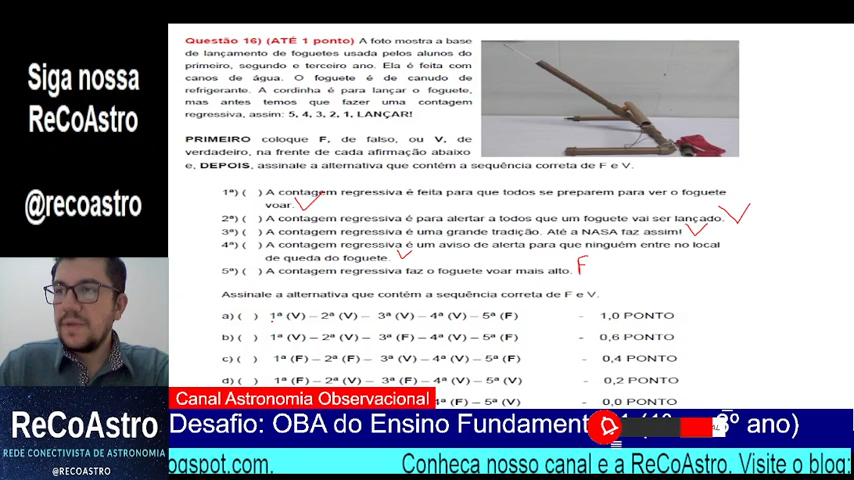 Siga nossa
ReCoAstro
@recoastro
Questão 16) (ATÉ 1 ponto) A foto mostra a base
de lançamento de foguetes usada pelos alunos do
primeiro, segundo e terceiro ano. Ela é feita com
canos de água. O foguete é de canudo de
refrigerante. A cordinha é para lançar o foguete,
mas antes temos que fazer uma contagem
regressiva, assim: 5, 4, 3, 2, 1, LANÇAR!
PRIMEIRO coloque F, de falso, ou V, de
verdadeiro, na frente de cada afirmação abaixo
e, DEPOIS, assinale a alternativa que contém a sequência correta de F e V.
1ª) ( ) A contagem regressiva é feita para que todos se preparem para ver o foguete
voar.
2ª) ( ) A contagem regressiva é para alertar a todos que um foguete vai ser lançado.
3ª) ( ) A contagem regressiva é uma grande tradição. Até a NASA faz assim!
4ª) ( ) A contagem regressiva é um aviso de alerta para que ninguém entre no local
de queda do foguete.
5ª) ( ) A contagem regressiva faz o foguete voar mais alto. F
Assinale a alternativa que contém a sequência correta de F e V.
a) ( ) 1ª (V) – 2ª (V) – 3ª (V) – 4ª (V) – 5ª (F) - 1,0 PONTO
b) ( ) 1ª (V) – 2ª (V) – 3ª (F) – 4ª (V) – 5ª (F) - 0,6 PONTO
c) ( ) 1ª (F) – 2ª (F) – 3ª (V) – 4ª (V) – 5ª (F) - 0,4 PONTO
d) ( ) 1ª (F) – 2ª (V) – 3ª (F) – 4ª (V) – 5ª (V) - 0,2 PONTO
4ª (F) – 5ª (V) - 0,0 PONTO
Canal Astronomia Observacional
ReCoAstro
REDE CONECTIVISTA DE ASTRONOMIA
@RECOASTRO
Desafio: OBA do Ensino Fundament 1 (1º ano)
ogspot.com. Conheça nosso canal e a ReCoAstro. Visite o blog: